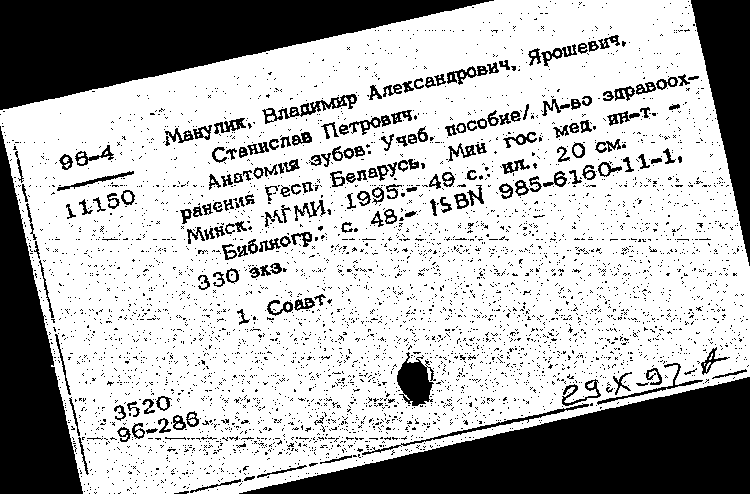 96-4
11150
Манулик, Владимир Александрович, Ярошевич,
Станислав Петрович.
Анатомия зубов: Учеб. пособие/ М-во здравоох-
ранения Респ. Беларусь, Мин. гос. мед. ин-т. -
Минск: МГМИ, 1995.- 49 с.: ил.; 20 см.
Библиогр.: с. 48.- ISBN 985-6160-11-1,
330 экз.
1. Соавт.
3520
96-286
29.X.97-А